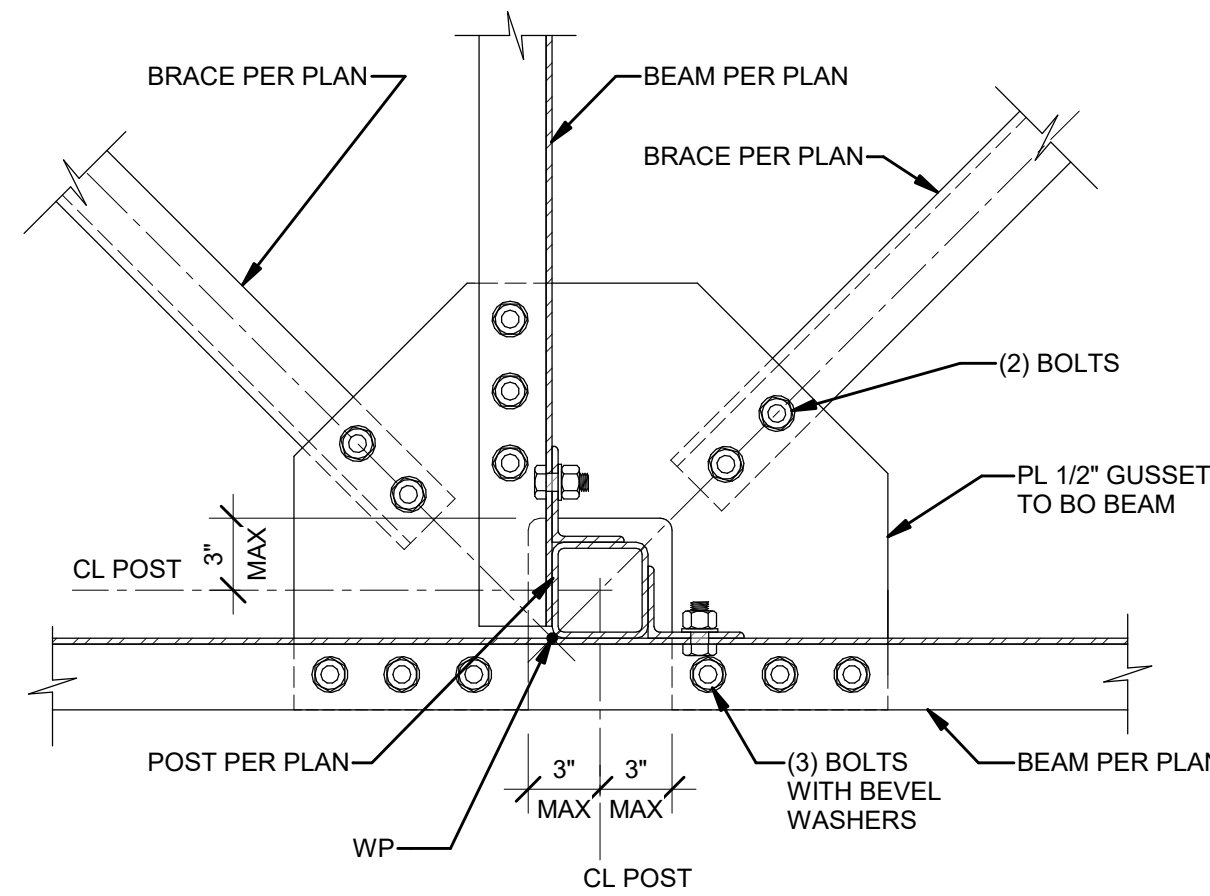 BRACE PER PLAN
BEAM PER PLAN
BRACE PER PLAN
(2) BOLTS
PL 1/2" GUSSET
TO BO BEAM
3"
MAX
CL POST
POST PER PLAN
3"
MAX
3"
MAX
(3) BOLTS
WITH BEVEL
WASHERS
BEAM PER PLAN
WP
CL POST